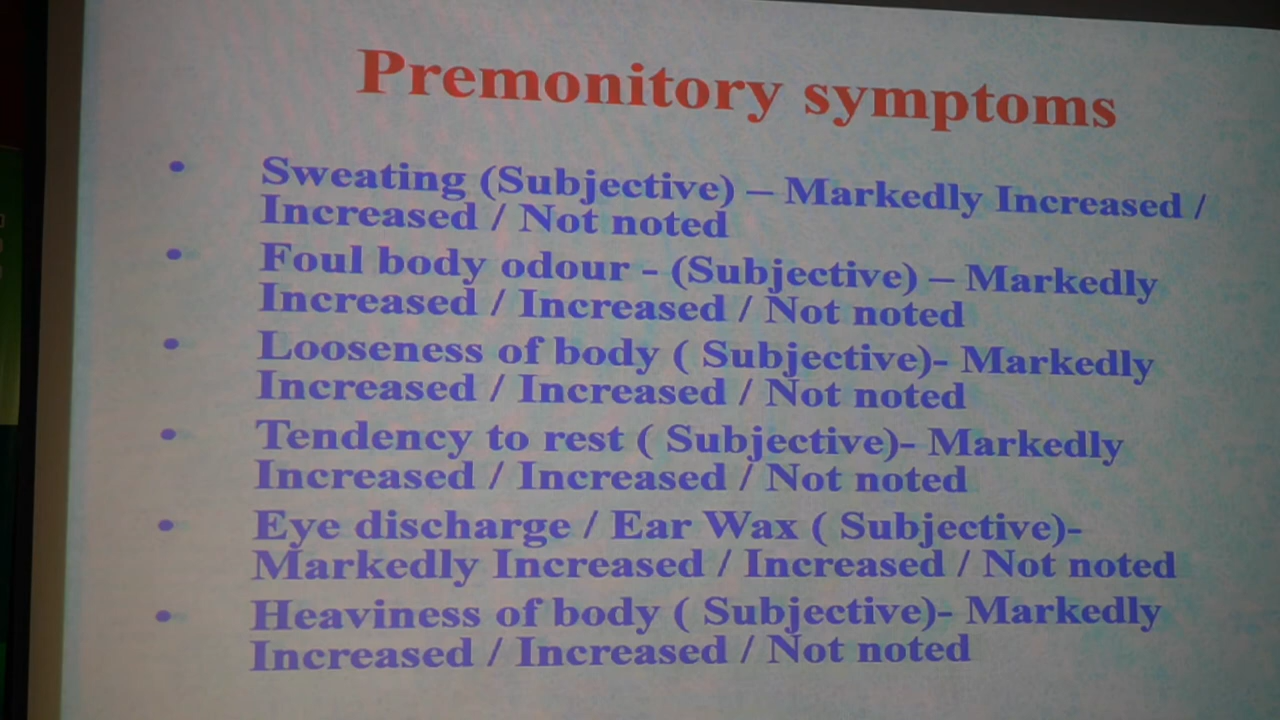 Premonitory symptoms
• Sweating (Subjective) – Markedly Increased /
Increased / Not noted
• Foul body odour - (Subjective) – Markedly
Increased / Increased / Not noted
• Looseness of body ( Subjective)- Markedly
Increased / Increased / Not noted
• Tendency to rest ( Subjective)- Markedly
Increased / Increased / Not noted
• Eye discharge / Ear Wax ( Subjective)-
Markedly Increased / Increased / Not noted
• Heaviness of body ( Subjective)- Markedly
Increased / Increased / Not noted